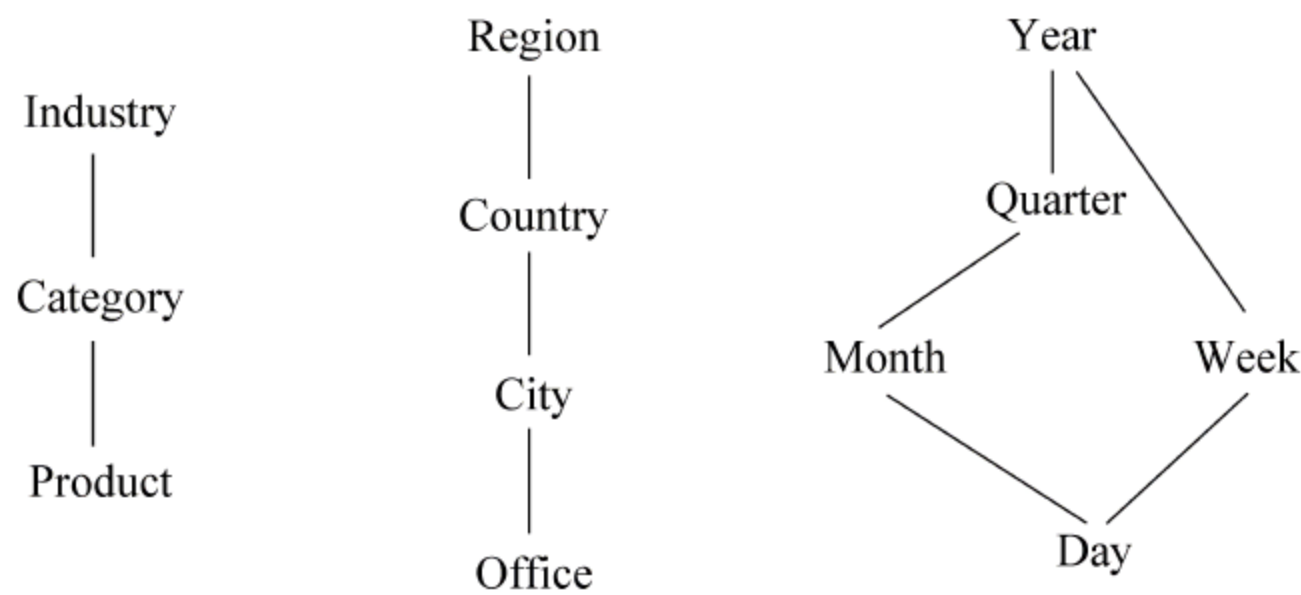 Industry
Category
Product
Region
Country
City
Office
Year
Quarter
Month
Week
Day